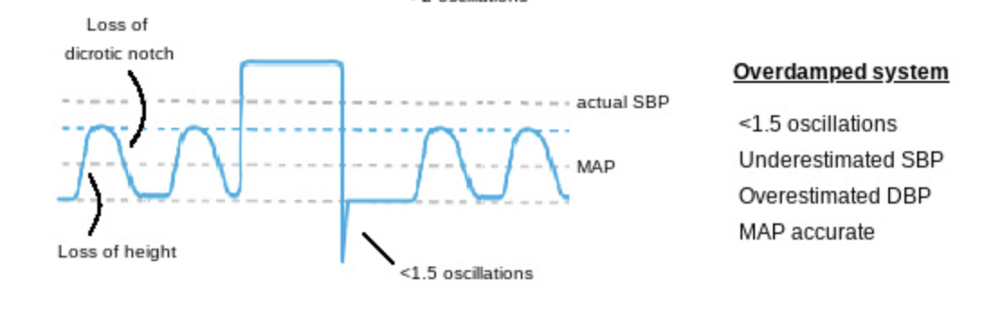 Loss of
dicrotic notch
actual SBP
MAP
Loss of height
<1.5 oscillations
Overdamped system
<1.5 oscillations
Underestimated SBP
Overestimated DBP
MAP accurate